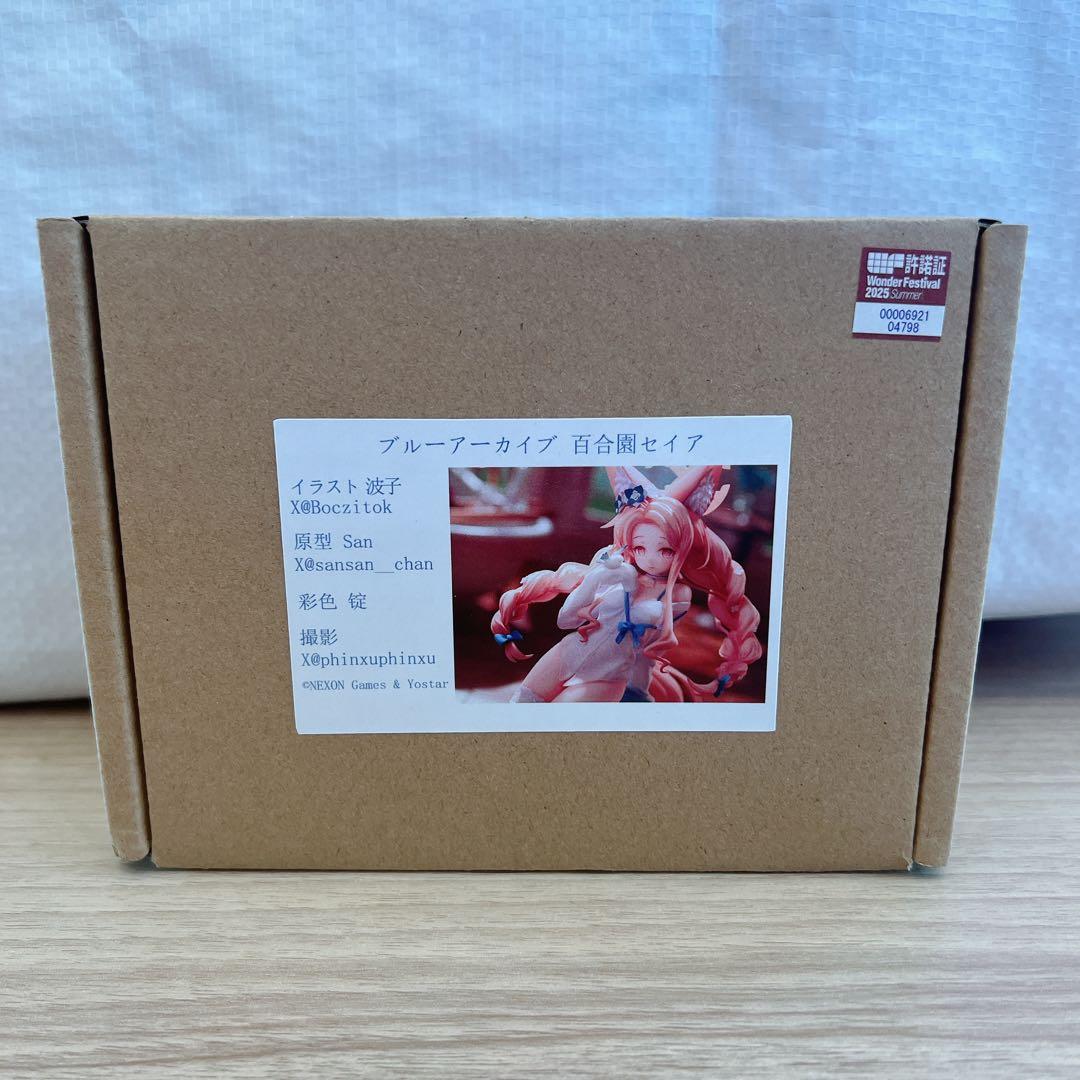 許諾証
Wonder Festival
2025 Summer
00006921
04798
ブルーアーカイブ 百合園セイア
イラスト 波子
X@Boczitok
原型 San
X@sansan__chan
彩色 锭
撮影
X@phinxuphinxu
©NEXON Games & Yostar